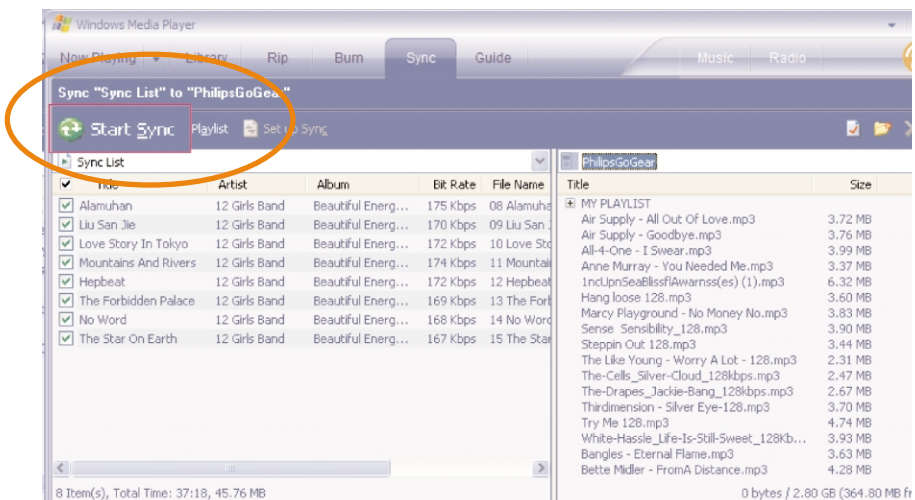 Windows Media Player
Now Playing Library Rip Burn Sync Guide Music Radio
Sync "Sync List" to "PhilipsGoGear"
Start Sync Playlist Set up Sync
Sync List PhilipsGoGear
Title Artist Album Bit Rate File Name
Alamuhan 12 Girls Band Beautiful Energ... 175 Kbps 08 Alamuha
Liu San Jie 12 Girls Band Beautiful Energ... 170 Kbps 09 Liu San
Love Story In Tokyo 12 Girls Band Beautiful Energ... 172 Kbps 10 Love Sto
Mountains And Rivers 12 Girls Band Beautiful Energ... 174 Kbps 11 Mountai
Hepbeat 12 Girls Band Beautiful Energ... 172 Kbps 12 Hepbeat
The Forbidden Palace 12 Girls Band Beautiful Energ... 169 Kbps 13 The Forl
No Word 12 Girls Band Beautiful Energ... 168 Kbps 14 No Word
The Star On Earth 12 Girls Band Beautiful Energ... 167 Kbps 15 The Star
8 Item(s), Total Time: 37:18, 45.76 MB
Title Size
MY PLAYLIST
Air Supply - All Out Of Love.mp3 3.72 MB
Air Supply - Goodbye.mp3 3.76 MB
All-4-One - I Swear.mp3 3.99 MB
Anne Murray - You Needed Me.mp3 3.37 MB
1ncUpnSeaBlissflAwarnss(es) (1).mp3 6.32 MB
Hang loose 128.mp3 3.60 MB
Marcy Playground - No Money No.mp3 3.83 MB
Sense Sensibility_128.mp3 3.90 MB
Steppin Out 128.mp3 3.44 MB
The Like Young - Worry A Lot - 128.mp3 2.31 MB
The-Cells_Silver-Cloud_128kbps.mp3 2.47 MB
The-Drapes_Jackie-Bang_128kbps.mp3 2.67 MB
Thirdimension - Silver Eye-128.mp3 3.70 MB
Try Me 128.mp3 4.74 MB
White-Hassle_Life-Is-Still-Sweet_128Kb... 3.93 MB
Bangles - Eternal Flame.mp3 3.63 MB
Bette Midler - FromA Distance.mp3 4.28 MB
0 bytes / 2.80 GB (364.80 MB fr